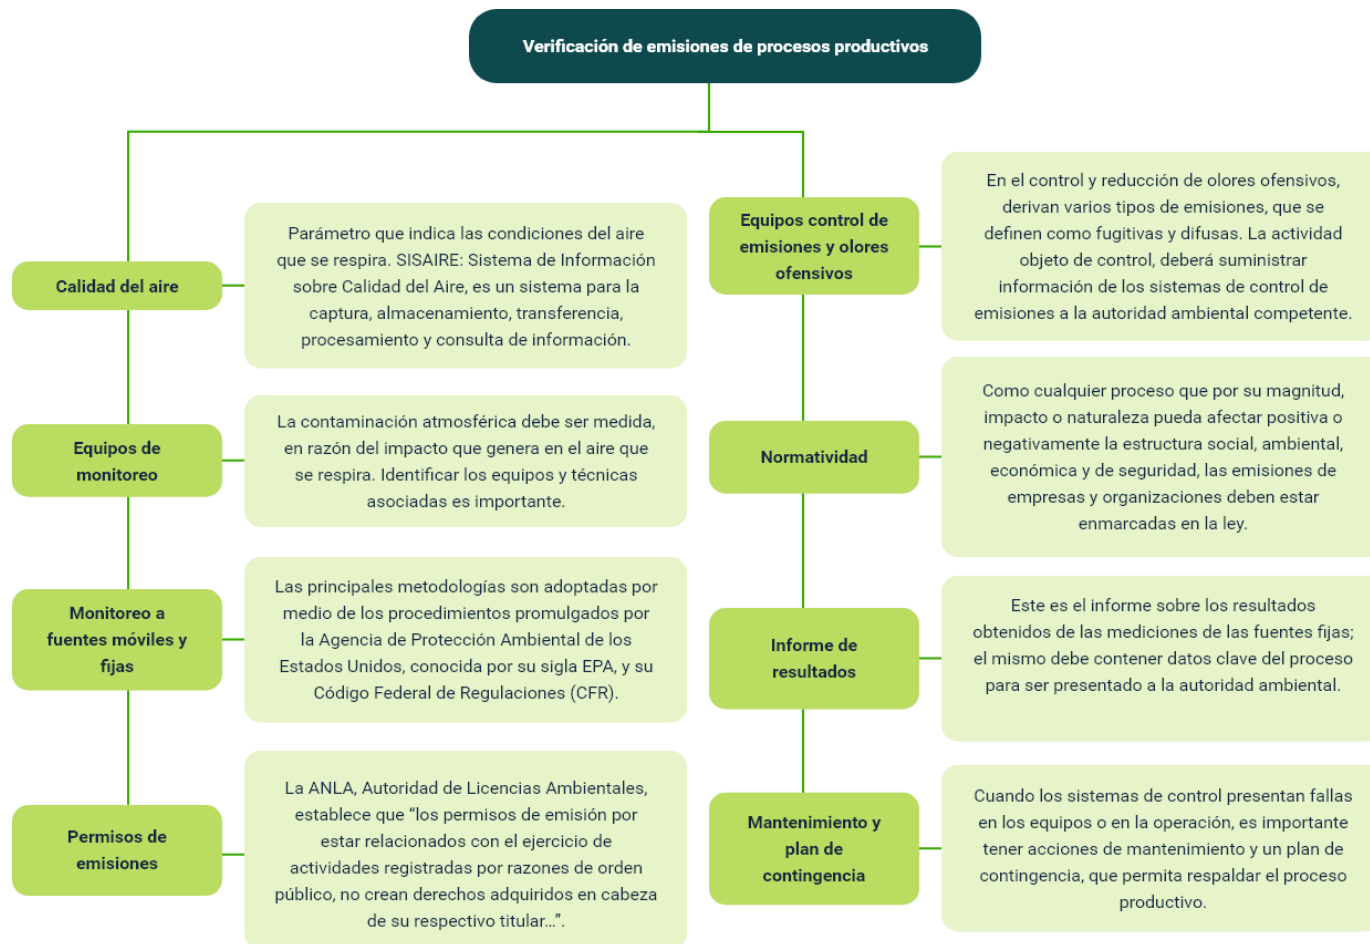 Verificación de emisiones de procesos productivos
Calidad del aire
Parámetro que indica las condiciones del aire
que se respira. SISAIRE: Sistema de Información
sobre Calidad del Aire, es un sistema para la
captura, almacenamiento, transferencia,
procesamiento y consulta de información.
Equipos de
monitoreo
La contaminación atmosférica debe ser medida,
en razón del impacto que genera en el aire que
se respira. Identificar los equipos y técnicas
asociadas es importante.
Monitoreo a
fuentes móviles y
fijas
Las principales metodologías son adoptadas por
medio de los procedimientos promulgados por
la Agencia de Protección Ambiental de los
Estados Unidos, conocida por su sigla EPA, y su
Código Federal de Regulaciones (CFR).
Permisos de
emisiones
La ANLA, Autoridad de Licencias Ambientales,
establece que “los permisos de emisión por
estar relacionados con el ejercicio de
actividades registradas por razones de orden
público, no crean derechos adquiridos en cabeza
de su respectivo titular…”.
Equipos control de
emisiones y olores
ofensivos
En el control y reducción de olores ofensivos,
derivan varios tipos de emisiones, que se
definen como fugitivas y difusas. La actividad
objeto de control, deberá suministrar
información de los sistemas de control de
emisiones a la autoridad ambiental competente.
Normatividad
Como cualquier proceso que por su magnitud,
impacto o naturaleza pueda afectar positiva o
negativamente la estructura social, ambiental,
económica y de seguridad, las emisiones de
empresas y organizaciones deben estar
enmarcadas en la ley.
Informe de
resultados
Este es el informe sobre los resultados
obtenidos de las mediciones de las fuentes fijas;
el mismo debe contener datos clave del proceso
para ser presentado a la autoridad ambiental.
Mantenimiento y
plan de
contingencia
Cuando los sistemas de control presentan fallas
en los equipos o en la operación, es importante
tener acciones de mantenimiento y un plan de
contingencia, que permita respaldar el proceso
productivo.